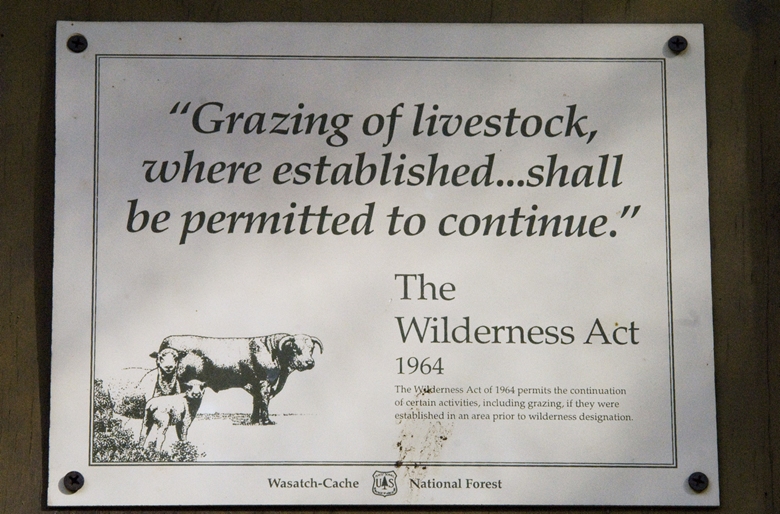 “Grazing of livestock,
where established...shall
be permitted to continue.”
The
Wilderness Act
1964
The Wilderness Act of 1964 permits the continuation
of certain activities, including grazing, if they were
established in an area prior to wilderness designation.
Wasatch-Cache US National Forest